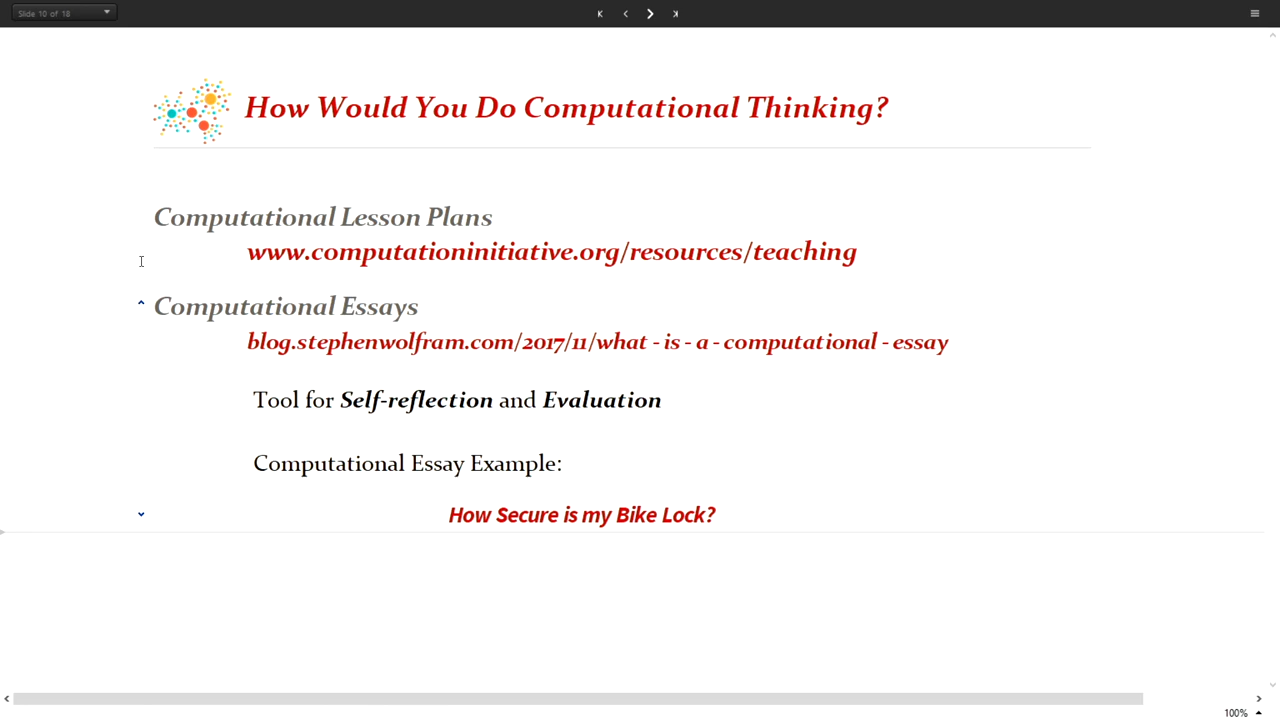 Slide 10 of 18
How Would You Do Computational Thinking?
Computational Lesson Plans
www.computationinitiative.org/resources/teaching
Computational Essays
blog.stephenwolfram.com/2017/11/what - is - a - computational - essay
Tool for Self-reflection and Evaluation
Computational Essay Example:
How Secure is my Bike Lock?
100%